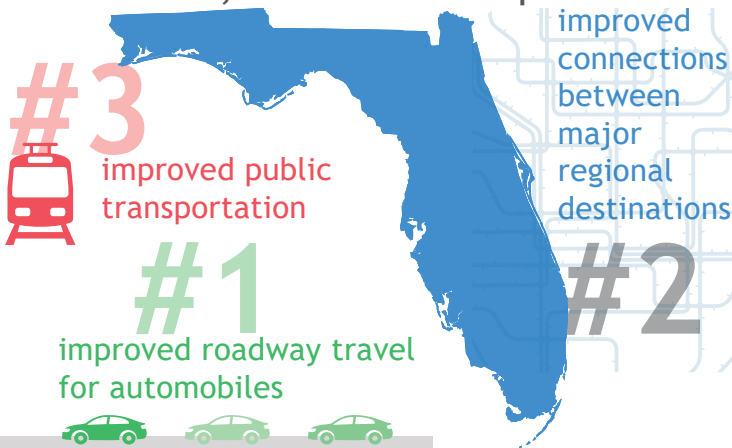 #3
improved public
transportation
#1
improved roadway travel
for automobiles
improved
connections
between
major
regional
destinations
#2